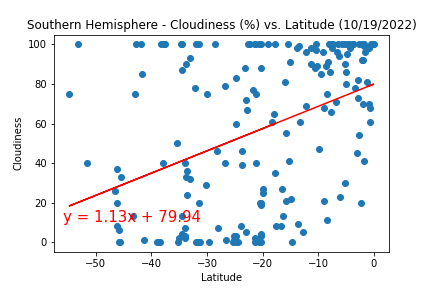 Southern Hemisphere - Cloudiness (%) vs. Latitude (10/19/2022)
100
80
60
40
20
0
Cloudiness
y = 1.13x + 79.94
−50 −40 −30 −20 −10 0
Latitude